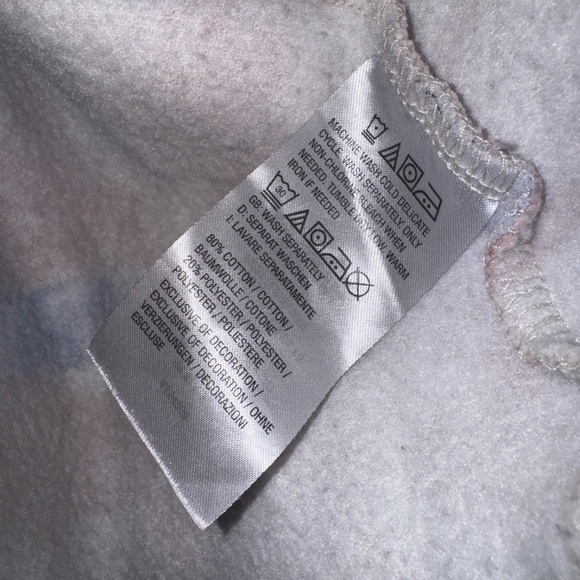 MACHINE WASH COLD DELICATE
CYCLE. WASH SEPARATELY. ONLY
NON-CHLORINE BLEACH WHEN
NEEDED. TUMBLE DRY LOW. WARM
IRON IF NEEDED
30
GB: WASH SEPARATELY
D: SEPARAT WASCHEN
I: LAVARE SEPARATAMENTE
80% COTTON / COTTON /
BAUMWOLLE / COTONE
20% POLYESTER / POLYESTER /
POLYESTER / POLIESTERE
EXCLUSIVE OF DECORATION /
EXCLUSIVE OF DECORATION / OHNE
VERZIERUNGEN / DECORAZIONI
ESCLUSE